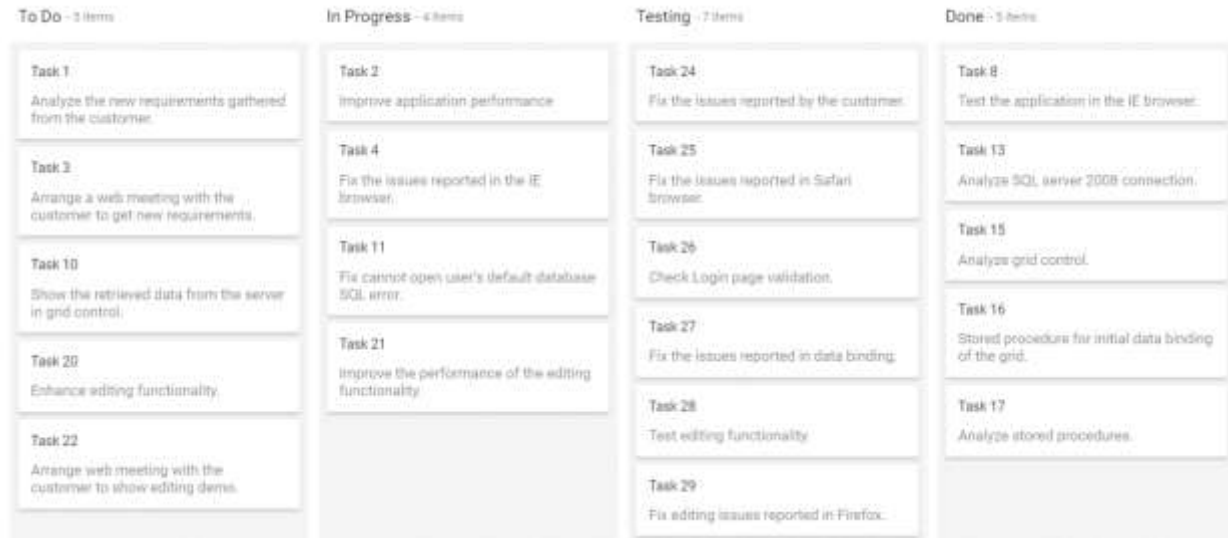 To Do - 5 items
Task 1
Analyze the new requirements gathered
from the customer.
Task 3
Arrange a web meeting with the
customer to get new requirements.
Task 10
Show the retrieved data from the server
in grid control.
Task 20
Enhance editing functionality.
Task 22
Arrange web meeting with the
customer to show editing demo.
In Progress - 4 items
Task 2
Improve application performance
Task 4
Fix the issues reported in the IE
browser.
Task 11
Fix cannot open user's default database
SQL error.
Task 21
Improve the performance of the editing
functionality.
Testing - 7 items
Task 24
Fix the issues reported by the customer.
Task 25
Fix the issues reported in Safari
browser.
Task 26
Check Login page validation.
Task 27
Fix the issues reported in data binding.
Task 28
Test editing functionality.
Task 29
Fix editing issues reported in Firefox.
Done - 5 items
Task 8
Test the application in the IE browser.
Task 13
Analyze SQL server 2008 connection.
Task 15
Analyze grid control.
Task 16
Stored procedure for initial data binding
of the grid.
Task 17
Analyze stored procedures.